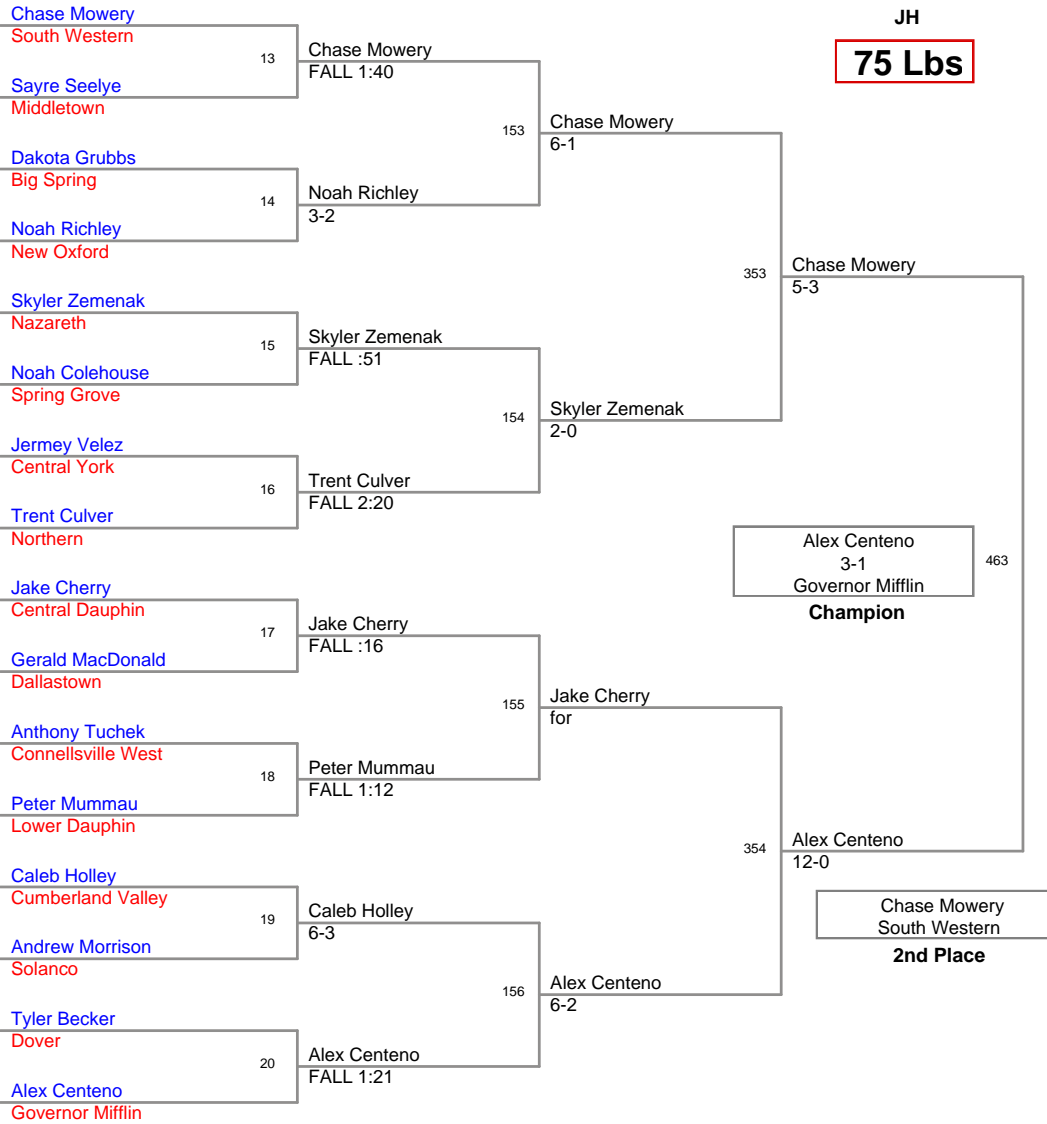 JH
75 Lbs
Chase Mowery
South Western
13
Sayre Seelye
Middletown
Dakota Grubbs
Big Spring
14
Noah Richley
New Oxford
Skyler Zemenak
Nazareth
15
Noah Colehouse
Spring Grove
Jermey Velez
Central York
16
Trent Culver
Northern
Jake Cherry
Central Dauphin
17
Gerald MacDonald
Dallastown
Anthony Tuchek
Connellsville West
18
Peter Mummau
Lower Dauphin
Caleb Holley
Cumberland Valley
19
Andrew Morrison
Solanco
Tyler Becker
Dover
20
Alex Centeno
Governor Mifflin
Chase Mowery
FALL 1:40
153
Noah Richley
3-2
Skyler Zemenak
FALL :51
154
Trent Culver
FALL 2:20
Jake Cherry
FALL :16
155
Peter Mummau
FALL 1:12
Caleb Holley
6-3
156
Alex Centeno
FALL 1:21
Chase Mowery
6-1
353
Skyler Zemenak
2-0
Jake Cherry
for
354
Alex Centeno
6-2
Chase Mowery
5-3
463
Alex Centeno
12-0
Alex Centeno
3-1
Governor Mifflin
Champion
Chase Mowery
South Western
2nd Place